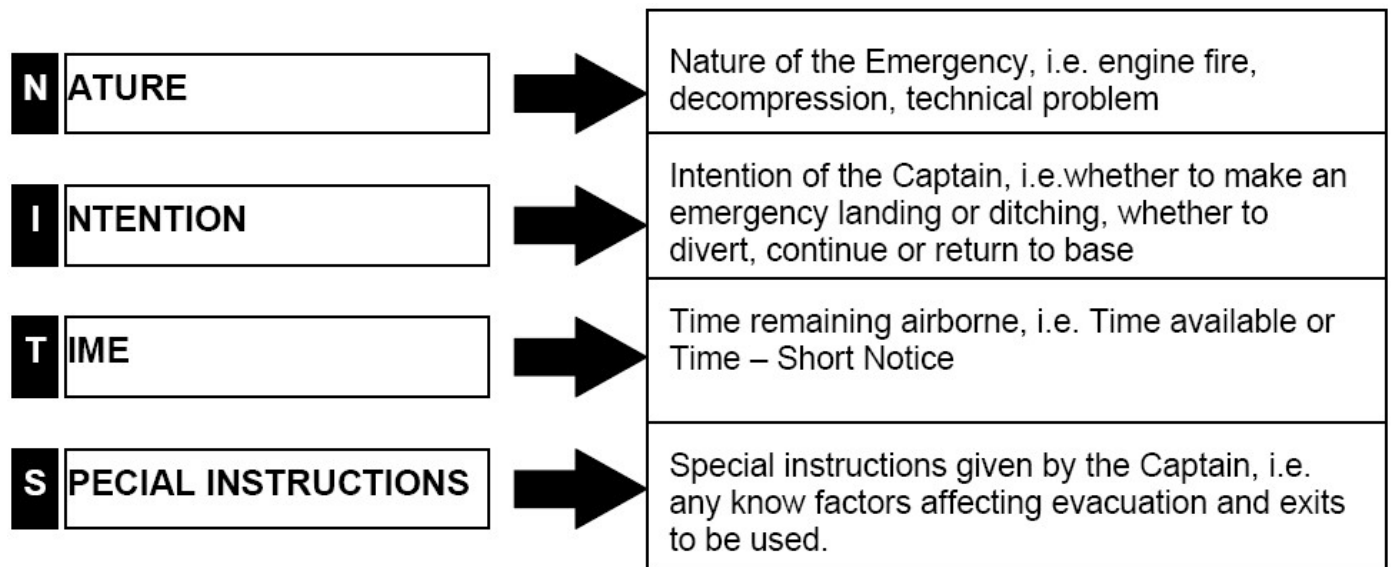 N ATURE
Nature of the Emergency, i.e. engine fire,
decompression, technical problem
I NTENTION
Intention of the Captain, i.e.whether to make an
emergency landing or ditching, whether to
divert, continue or return to base
T IME
Time remaining airborne, i.e. Time available or
Time – Short Notice
S PECIAL INSTRUCTIONS
Special instructions given by the Captain, i.e.
any know factors affecting evacuation and exits
to be used.